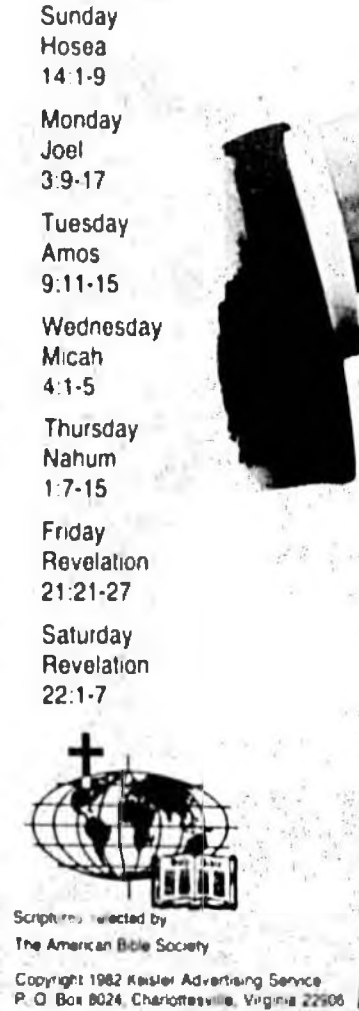 Sunday
Hosea
14:1-9
Monday
Joel
3:9-17
Tuesday
Amos
9:11-15
Wednesday
Micah
4:1-5
Thursday
Nahum
1:7-15
Friday
Revelation
21:21-27
Saturday
Revelation
22:1-7
Scriptures selected by
The American Bible Society
Copyright 1982 Keister Advertising Service
P. O. Box 8024, Charlottesville, Virginia 22906